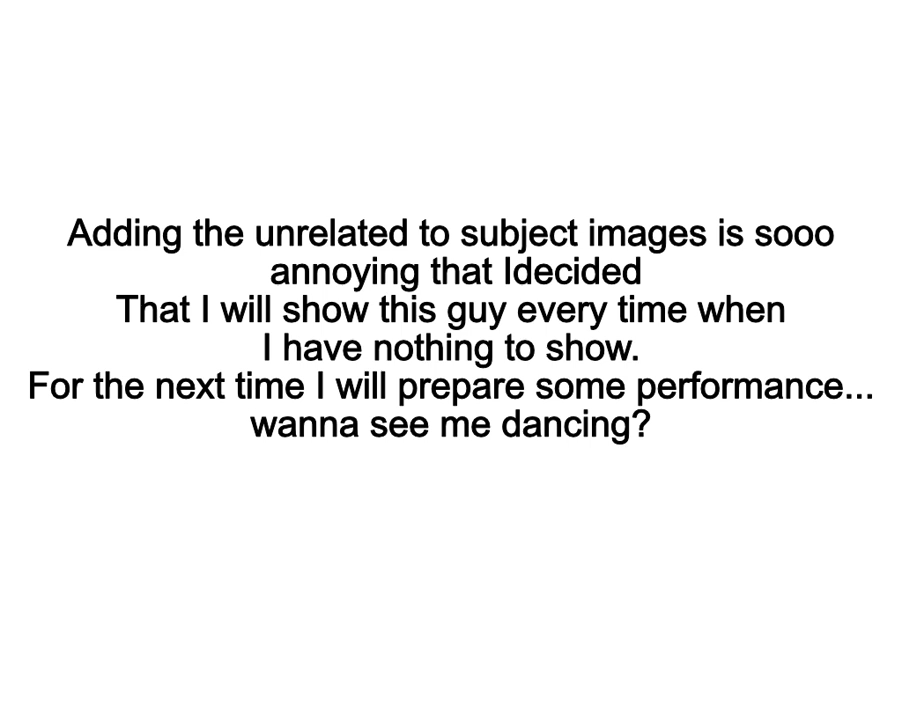 Adding the unrelated to subject images is sooo
annoying that Idecided
That I will show this guy every time when
I have nothing to show.
For the next time I will prepare some performance...
wanna see me dancing?